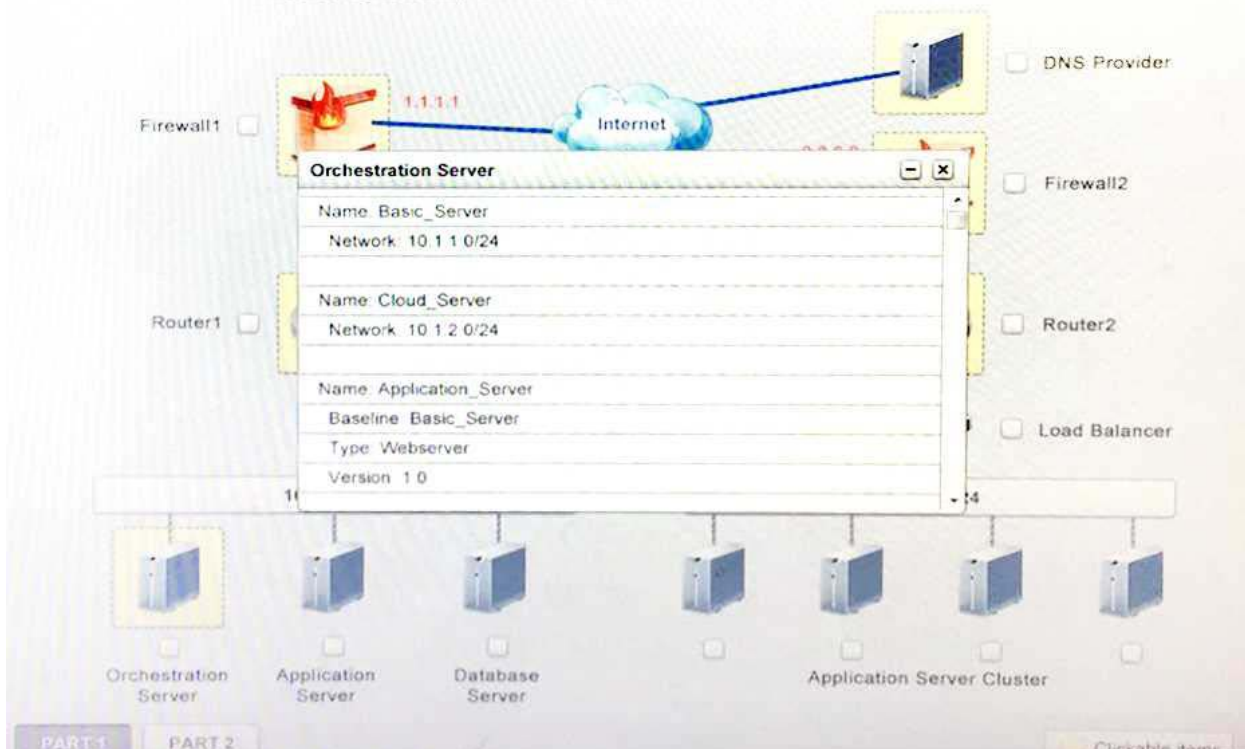 DNS Provider
1.1.1.1
Firewall1
Internet
Orchestration Server
Firewall2
Name: Basic_Server
Network: 10.1.1.0/24
Name: Cloud_Server
Router1
Network: 10.1.2.0/24
Router2
Name: Application_Server
Baseline: Basic_Server
Type: Webserver
Load Balancer
Version: 1.0
Orchestration
Server
Application
Server
Database
Server
Application Server Cluster
PART 1
PART 2
Clickable items